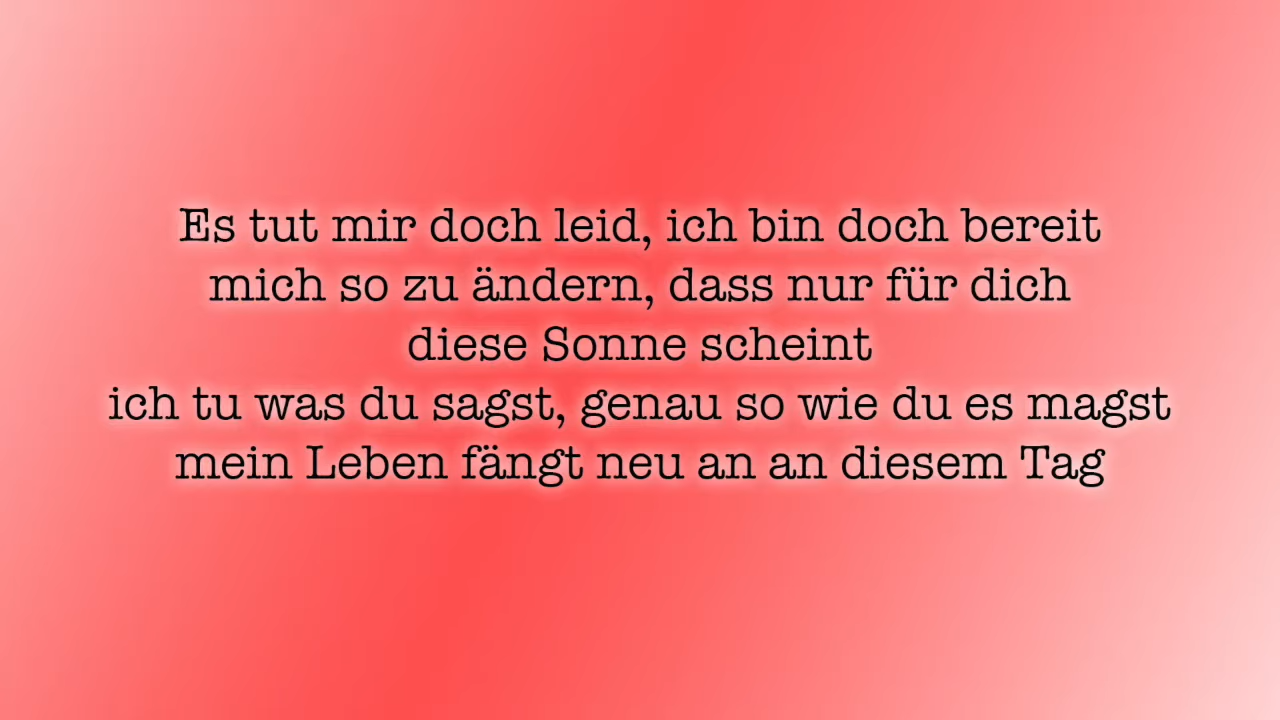 Es tut mir doch leid, ich bin doch bereit
mich so zu ändern, dass nur für dich
diese Sonne scheint
ich tu was du sagst, genau so wie du es magst
mein Leben fängt neu an an diesem Tag